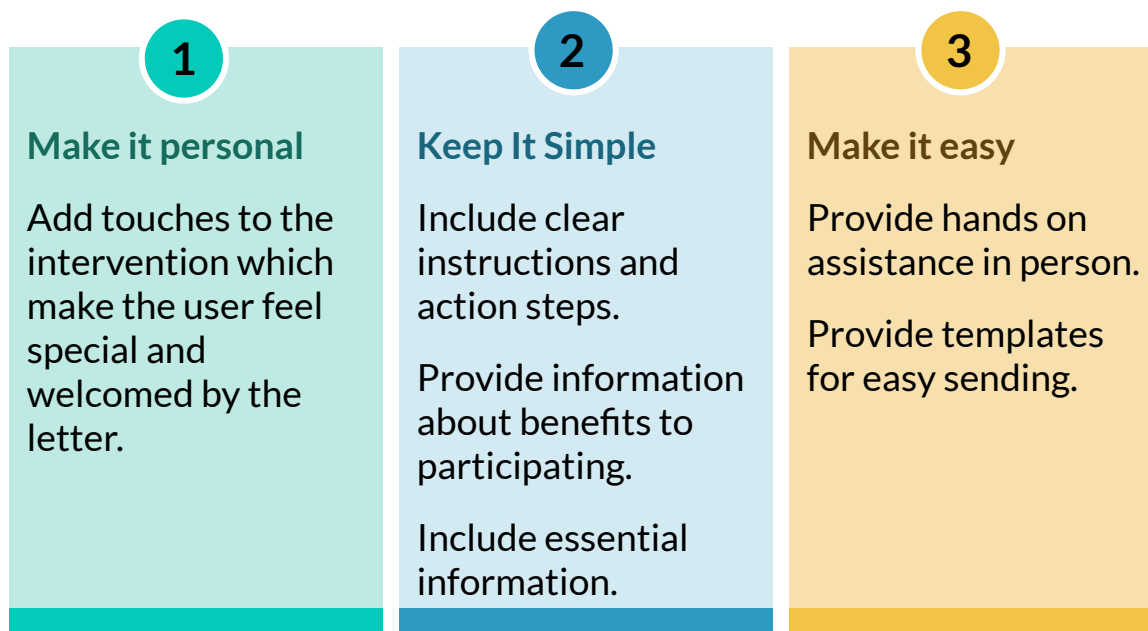 1
Make it personal
Add touches to the
intervention which
make the user feel
special and
welcomed by the
letter.
2
Keep It Simple
Include clear
instructions and
action steps.
Provide information
about benefits to
participating.
Include essential
information.
3
Make it easy
Provide hands on
assistance in person.
Provide templates
for easy sending.